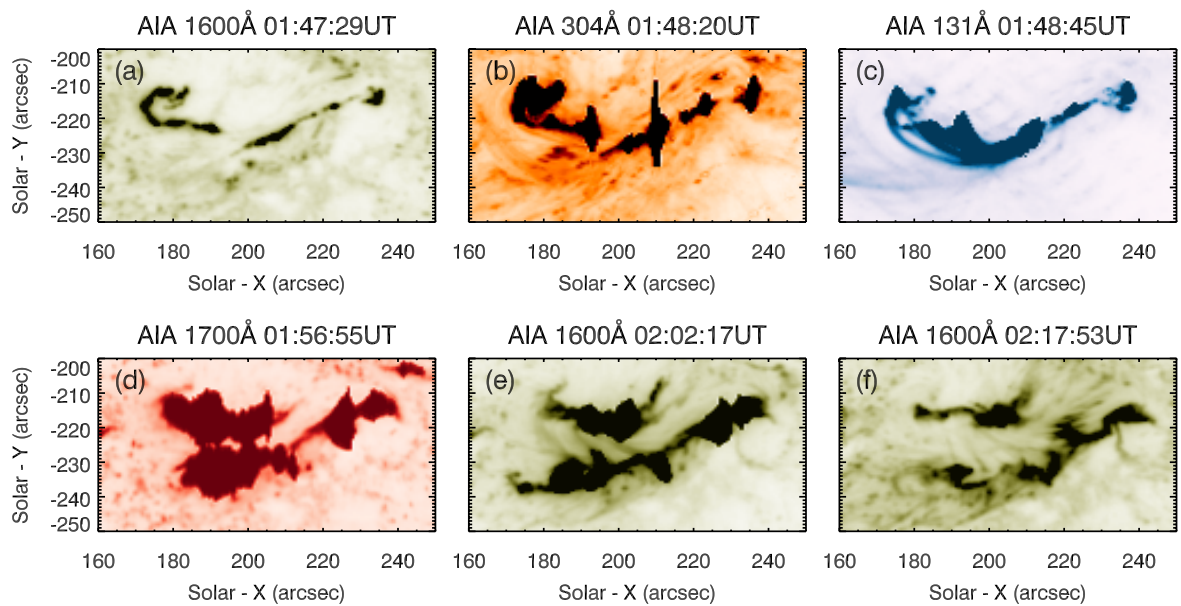 AIA 1600Å 01:47:29UT AIA 304Å 01:48:20UT AIA 131Å 01:48:45UT
(a) (b) (c)
Solar - Y (arcsec)
-200
-210
-220
-230
-240
-250
160 180 200 220 240 160 180 200 220 240 160 180 200 220 240
Solar - X (arcsec) Solar - X (arcsec) Solar - X (arcsec)
AIA 1700Å 01:56:55UT AIA 1600Å 02:02:17UT AIA 1600Å 02:17:53UT
(d) (e) (f)
Solar - Y (arcsec)
-200
-210
-220
-230
-240
-250
160 180 200 220 240 160 180 200 220 240 160 180 200 220 240
Solar - X (arcsec) Solar - X (arcsec) Solar - X (arcsec)